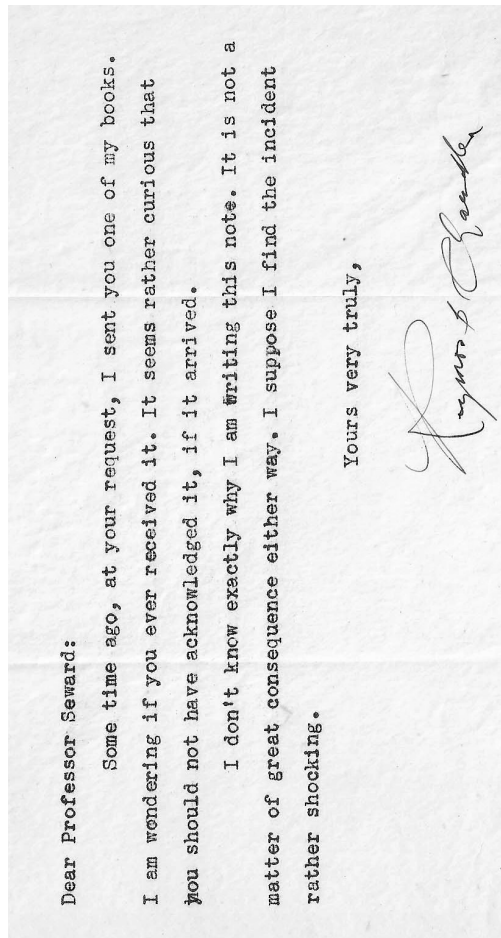 Dear Professor Seward:
Some time ago, at your request, I sent you one of my books.
I am wondering if you ever received it. It seems rather curious that
you should not have acknowledged it, if it arrived.
I don't know exactly why I am writing this note. It is not a
matter of great consequence either way. I suppose I find the incident
rather shocking.
Yours very truly,
Raymond Chandler